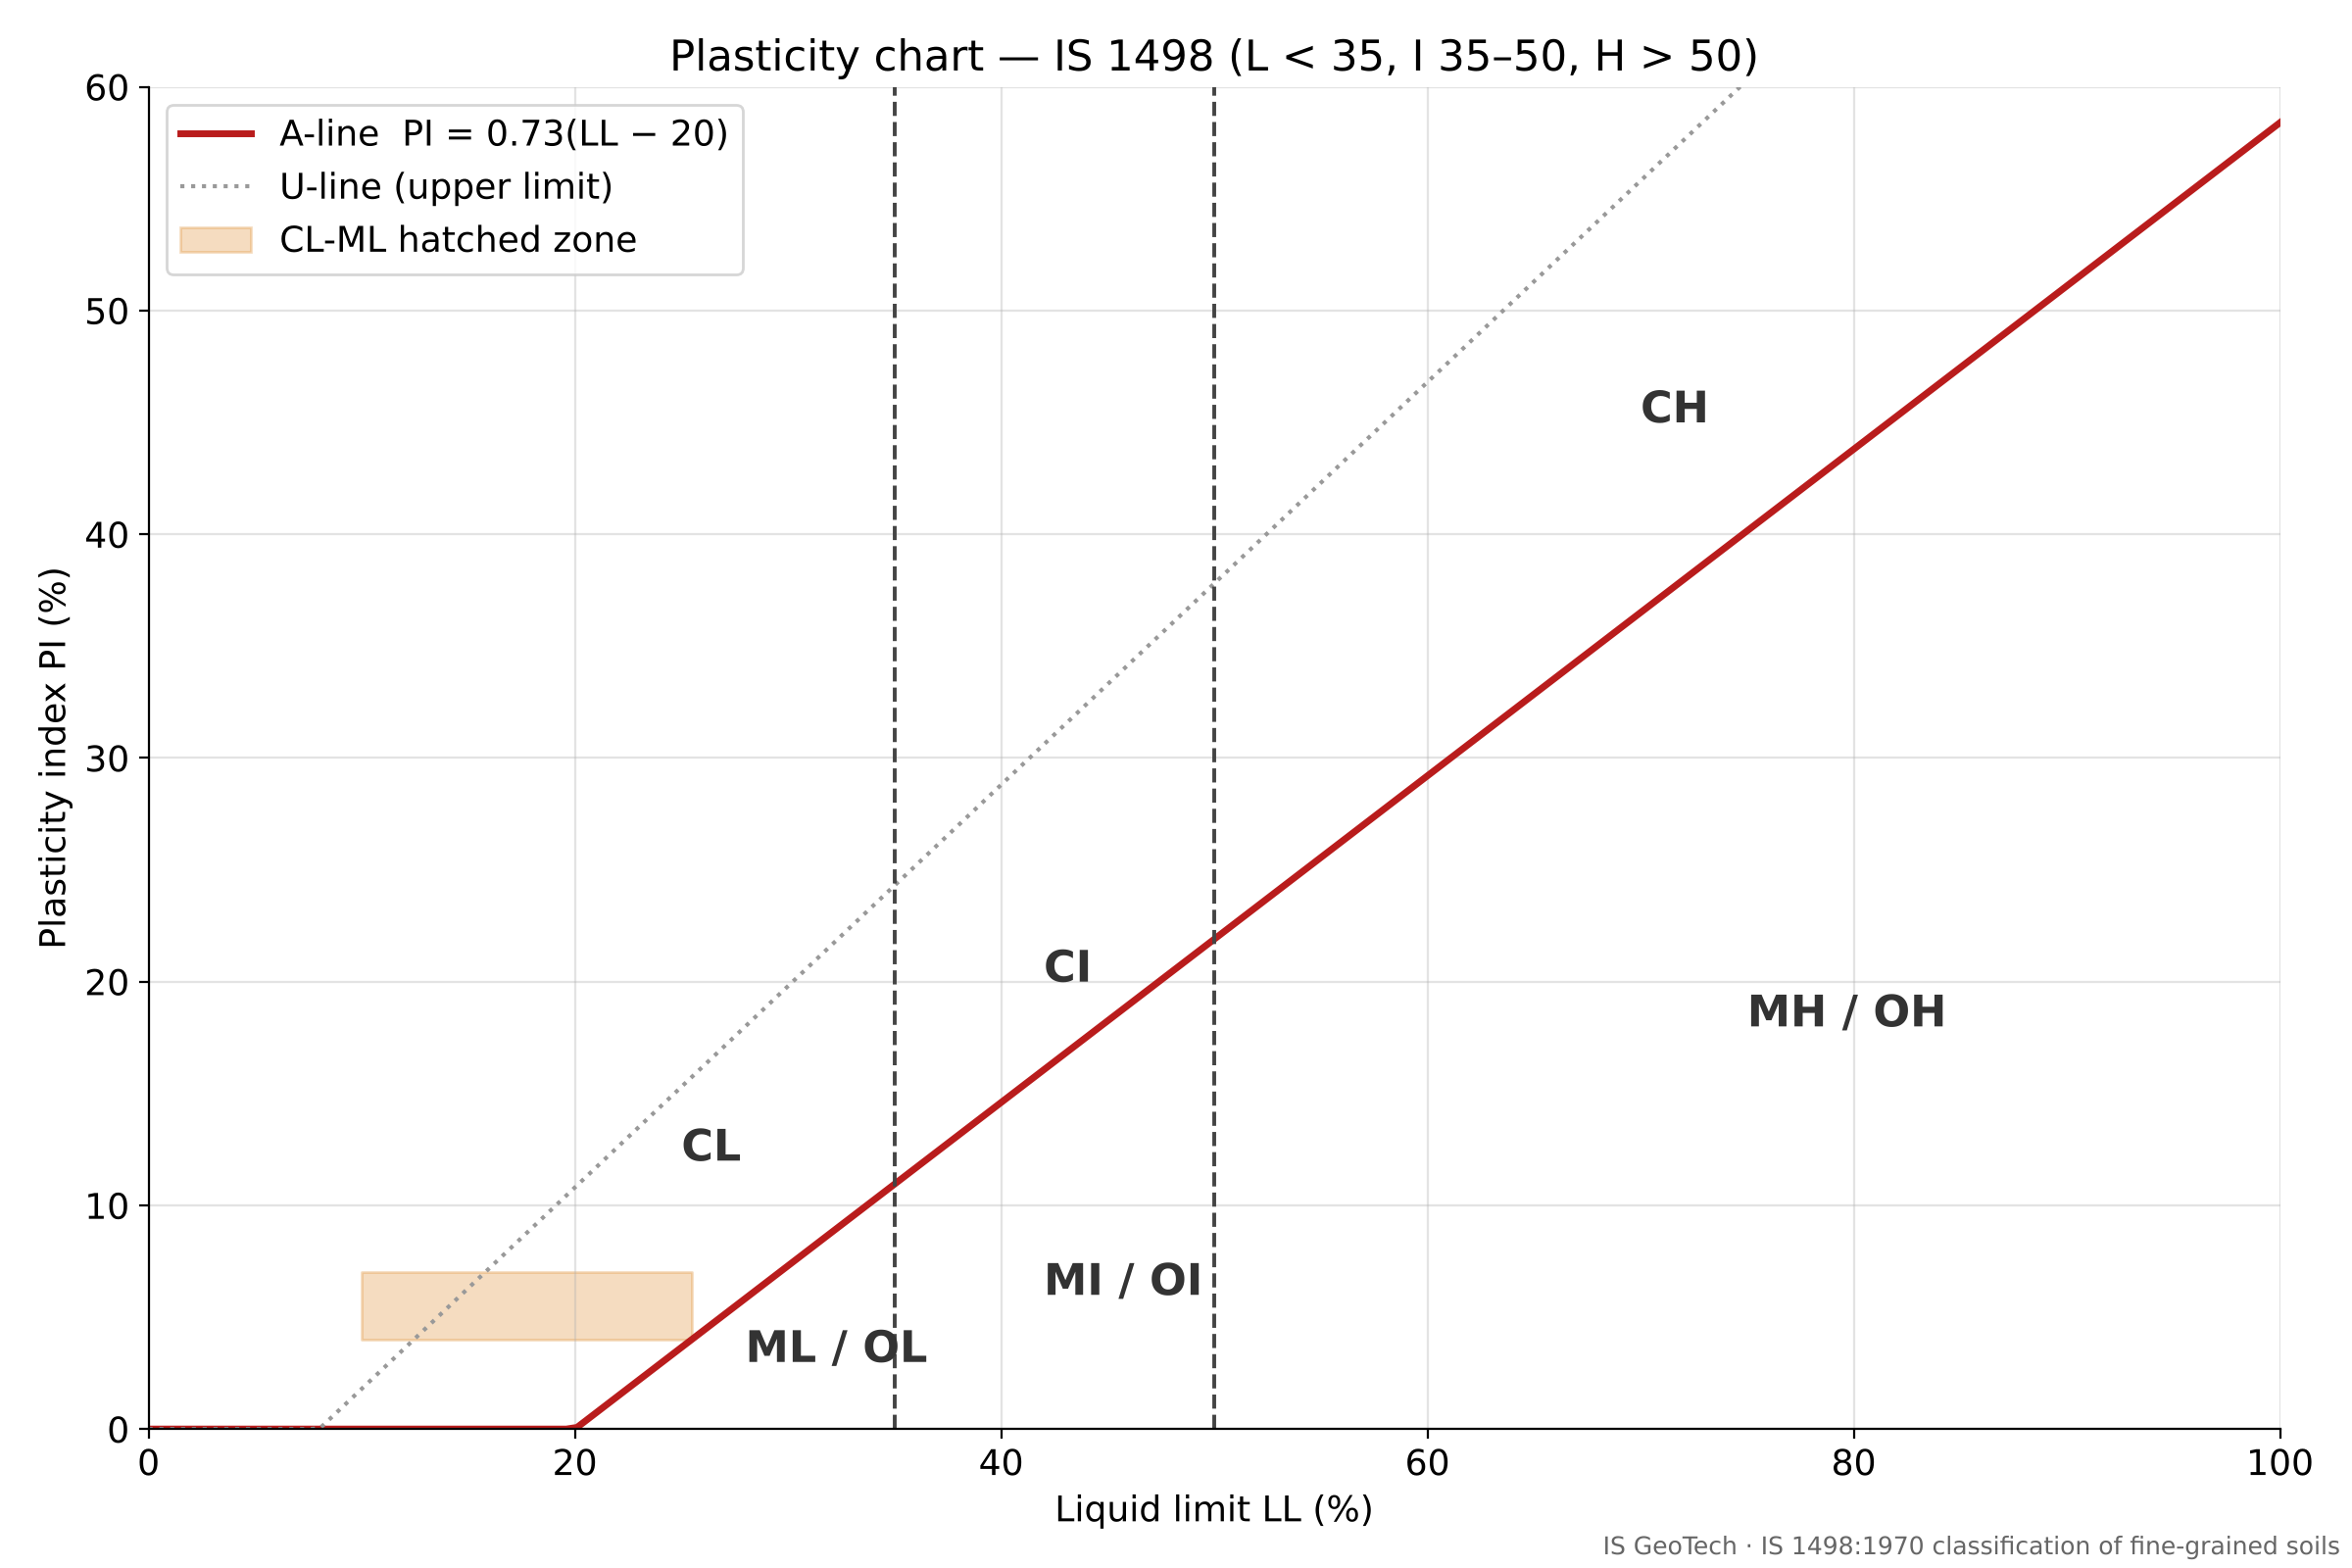 Plasticity chart — IS 1498 (L < 35, I 35–50, H > 50)
A-line  PI = 0.73(LL − 20)
U-line (upper limit)
CL-ML hatched zone
60
50
40
30
20
10
0
Plasticity index PI (%)
CH
CI
MH / OH
CL
MI / OI
ML / OL
0
20
40
60
80
100
Liquid limit LL (%)
IS GeoTech · IS 1498:1970 classification of fine-grained soils